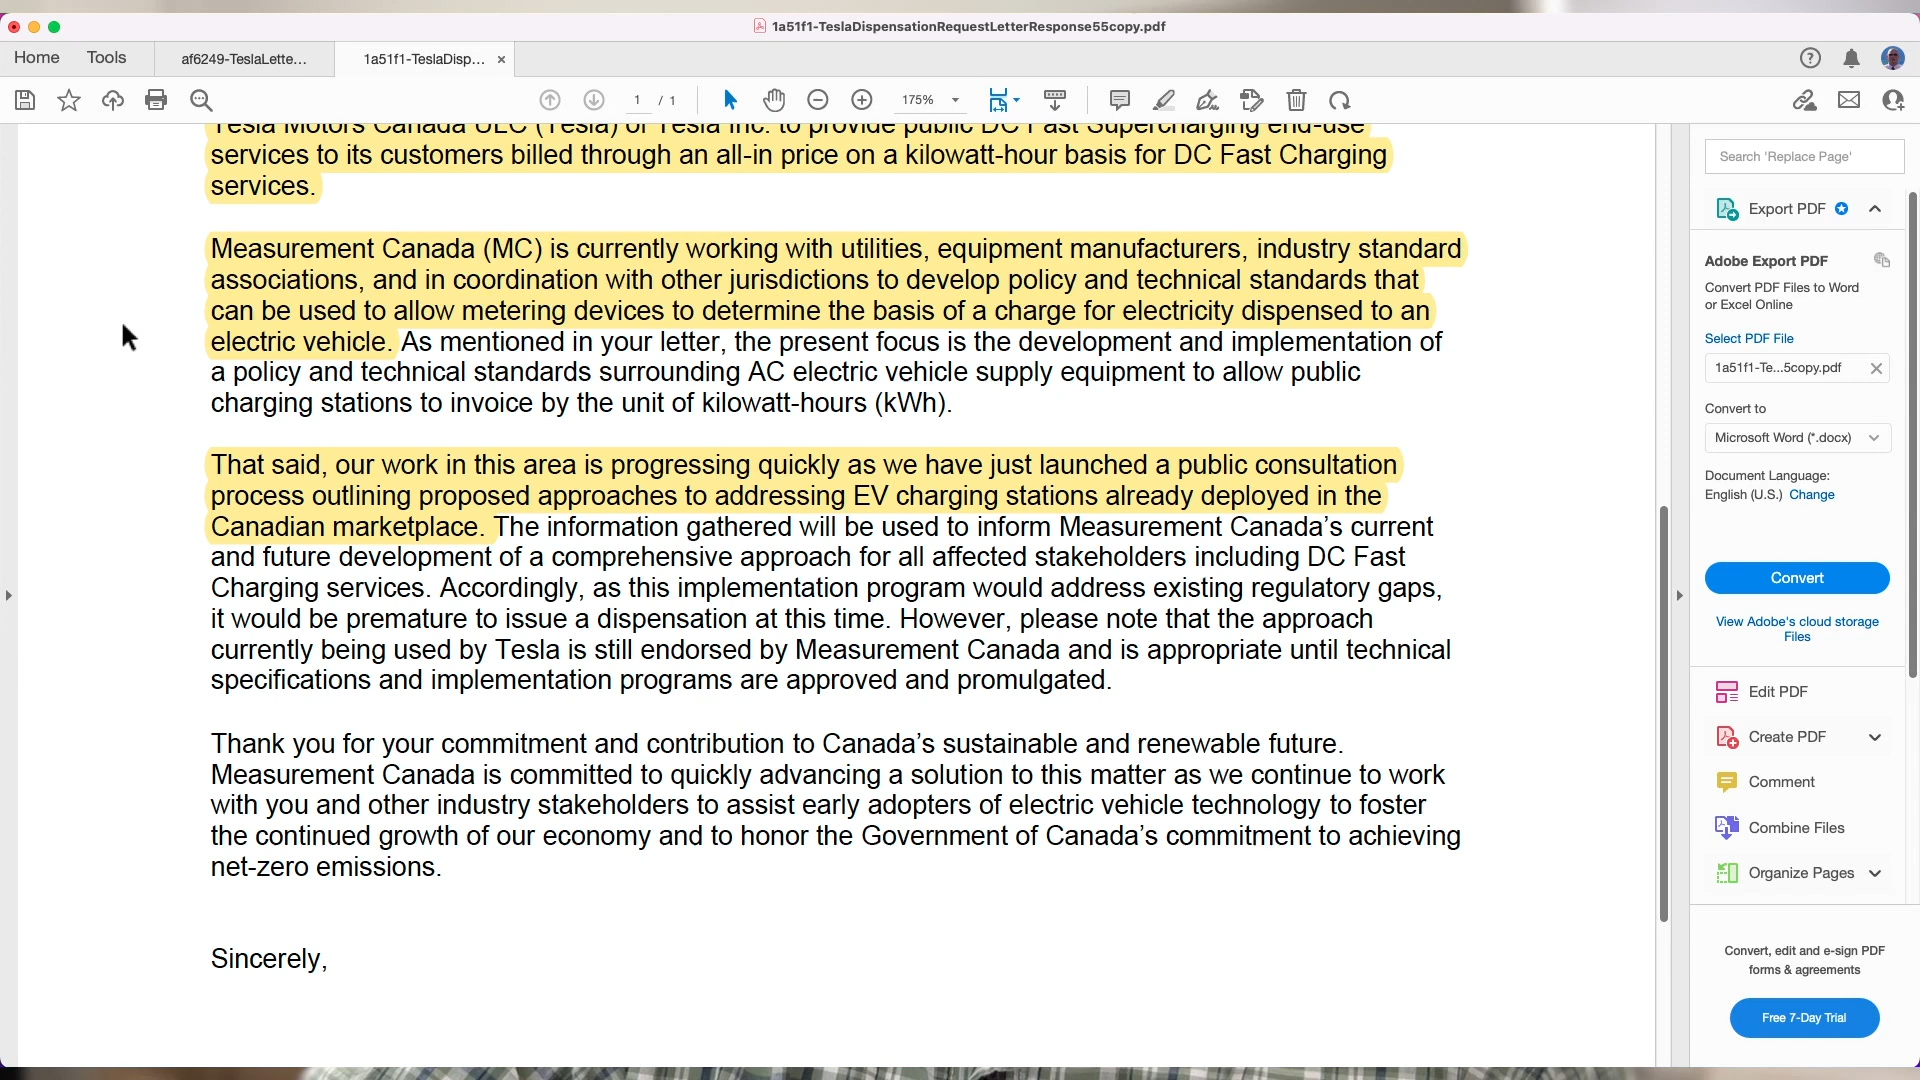 1a51f1-TeslaDispensationRequestLetterResponse55copy.pdf
Home
Tools
af6249-TeslaLette...
1a51f1-TeslaDisp...
1 / 1
175%
Tesla Motors Canada ULC (Tesla) or Tesla Inc. to provide public DC Fast Supercharging end-use
services to its customers billed through an all-in price on a kilowatt-hour basis for DC Fast Charging
services.
Measurement Canada (MC) is currently working with utilities, equipment manufacturers, industry standard
associations, and in coordination with other jurisdictions to develop policy and technical standards that
can be used to allow metering devices to determine the basis of a charge for electricity dispensed to an
electric vehicle. As mentioned in your letter, the present focus is the development and implementation of
a policy and technical standards surrounding AC electric vehicle supply equipment to allow public
charging stations to invoice by the unit of kilowatt-hours (kWh).
That said, our work in this area is progressing quickly as we have just launched a public consultation
process outlining proposed approaches to addressing EV charging stations already deployed in the
Canadian marketplace. The information gathered will be used to inform Measurement Canada's current
and future development of a comprehensive approach for all affected stakeholders including DC Fast
Charging services. Accordingly, as this implementation program would address existing regulatory gaps,
it would be premature to issue a dispensation at this time. However, please note that the approach
currently being used by Tesla is still endorsed by Measurement Canada and is appropriate until technical
specifications and implementation programs are approved and promulgated.
Thank you for your commitment and contribution to Canada's sustainable and renewable future.
Measurement Canada is committed to quickly advancing a solution to this matter as we continue to work
with you and other industry stakeholders to assist early adopters of electric vehicle technology to foster
the continued growth of our economy and to honor the Government of Canada's commitment to achieving
net-zero emissions.
Sincerely,
Search 'Replace Page'
Export PDF
Adobe Export PDF
Convert PDF Files to Word
or Excel Online
Select PDF File
1a51f1-Te...5copy.pdf
Convert to
Microsoft Word (*.docx)
Document Language:
English (U.S.) Change
Convert
View Adobe's cloud storage
Files
Edit PDF
Create PDF
Comment
Combine Files
Organize Pages
Convert, edit and e-sign PDF
forms & agreements
Free 7-Day Trial